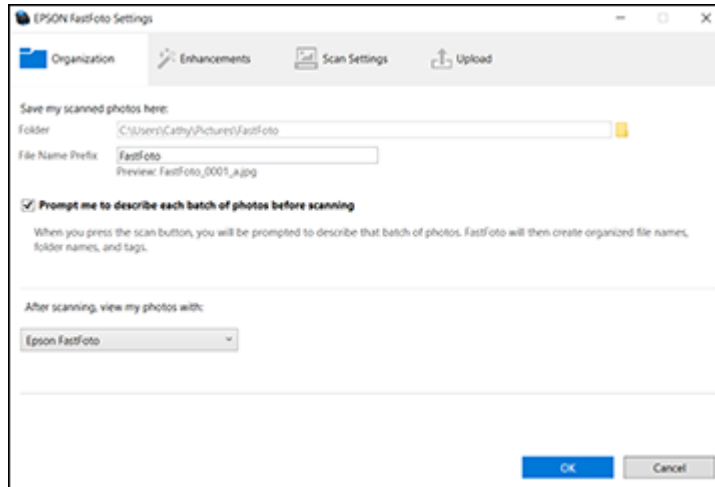 EPSON FastFoto Settings
Organization
Enhancements
Scan Settings
Upload
Save my scanned photos here:
Folder
C:\Users\Cathy\Pictures\FastFoto
File Name Prefix
FastFoto
Preview: FastFoto_0001_a.jpg
Prompt me to describe each batch of photos before scanning
When you press the scan button, you will be prompted to describe that batch of photos. FastFoto will then create organized file names,
folder names, and tags.
After scanning, view my photos with:
Epson FastFoto
OK
Cancel